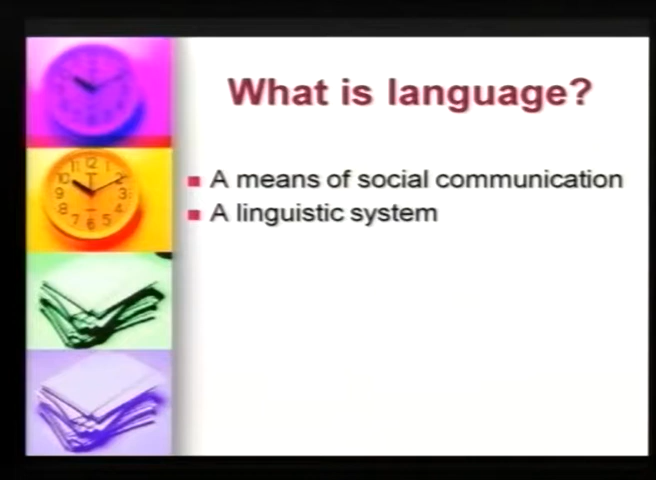 What is language?
A means of social communication
A linguistic system